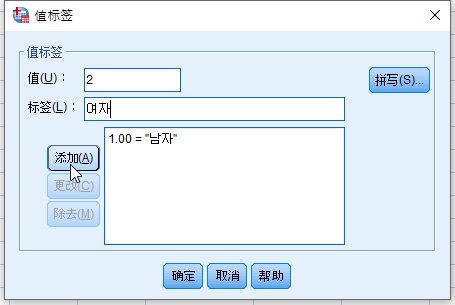 值标签
值标签
值(U)：
2
拼写(S)...
标签(L)：
여자
添加(A)
1.00 = "남자"
更改(C)
除去(M)
确定 取消 帮助